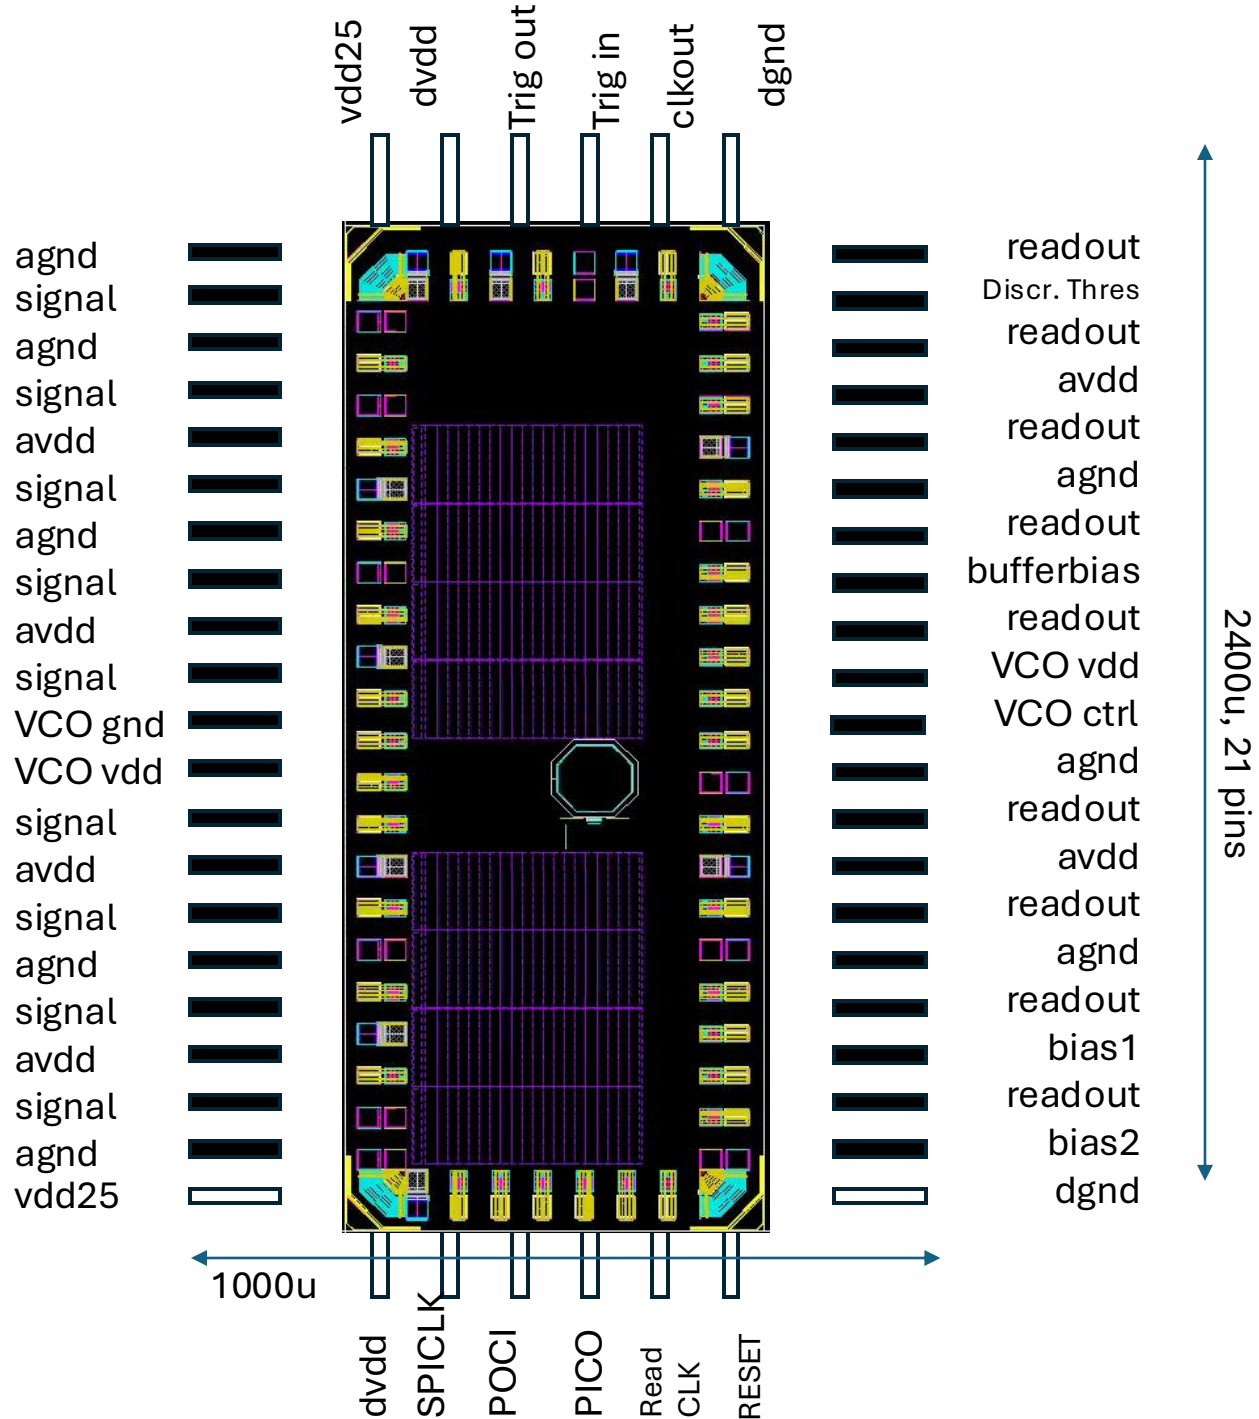 vdd25
dvdd
Trig out
Trig in
clkout
dgnd
agnd
signal
agnd
signal
avdd
signal
agnd
signal
avdd
signal
VCO gnd
VCO vdd
signal
avdd
signal
agnd
signal
avdd
signal
agnd
vdd25
readout
Discr. Thres
readout
avdd
readout
agnd
readout
bufferbias
readout
VCO vdd
VCO ctrl
agnd
readout
avdd
readout
agnd
readout
bias1
readout
bias2
dgnd
2400u, 21 pins
1000u
dvdd
SPICLK
POCI
PICO
Read
CLK
RESET